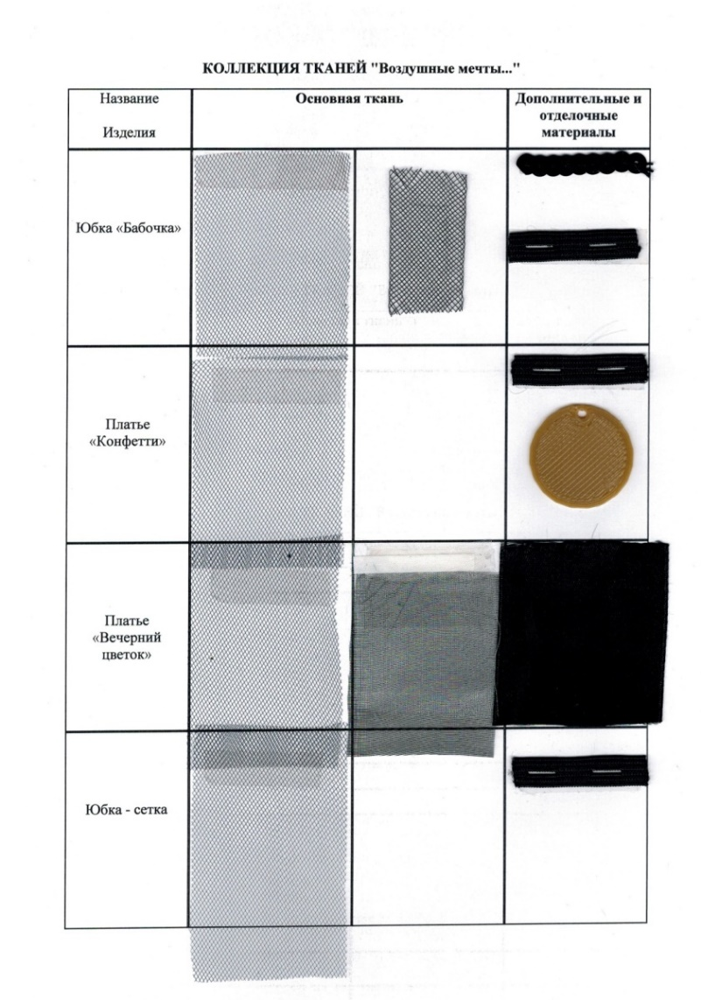 КОЛЛЕКЦИЯ ТКАНЕЙ "Воздушные мечты..."
Название
Изделия
Основная ткань
Дополнительные и
отделочные
материалы
Юбка «Бабочка»
Платье
«Конфетти»
Платье
«Вечерний
цветок»
Юбка - сетка